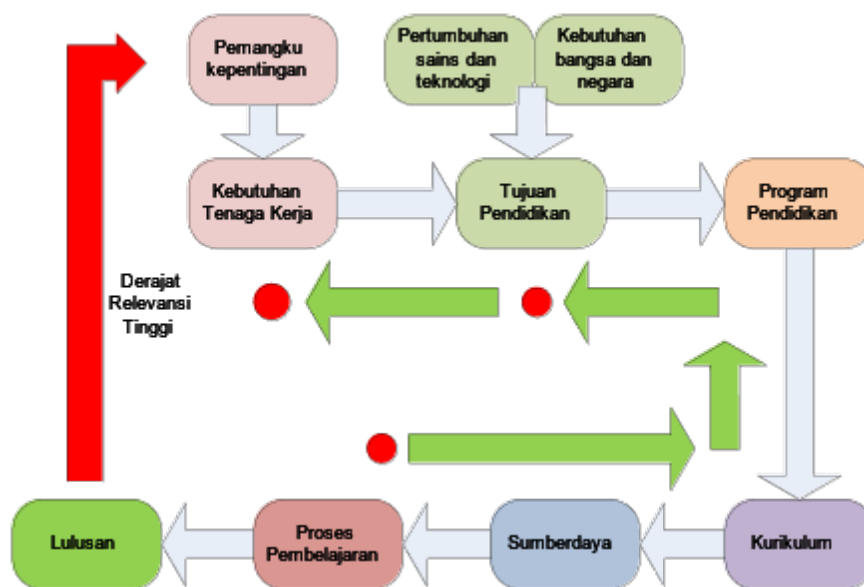 Pemangku
kepentingan
Pertumbuhan
sains dan
teknologi
Kebutuhan
bangsa dan
negara
Kebutuhan
Tenaga Kerja
Tujuan
Pendidikan
Program
Pendidikan
Derajat
Relevansi
Tinggi
Lulusan
Proses
Pembelajaran
Sumberdaya
Kurikulum